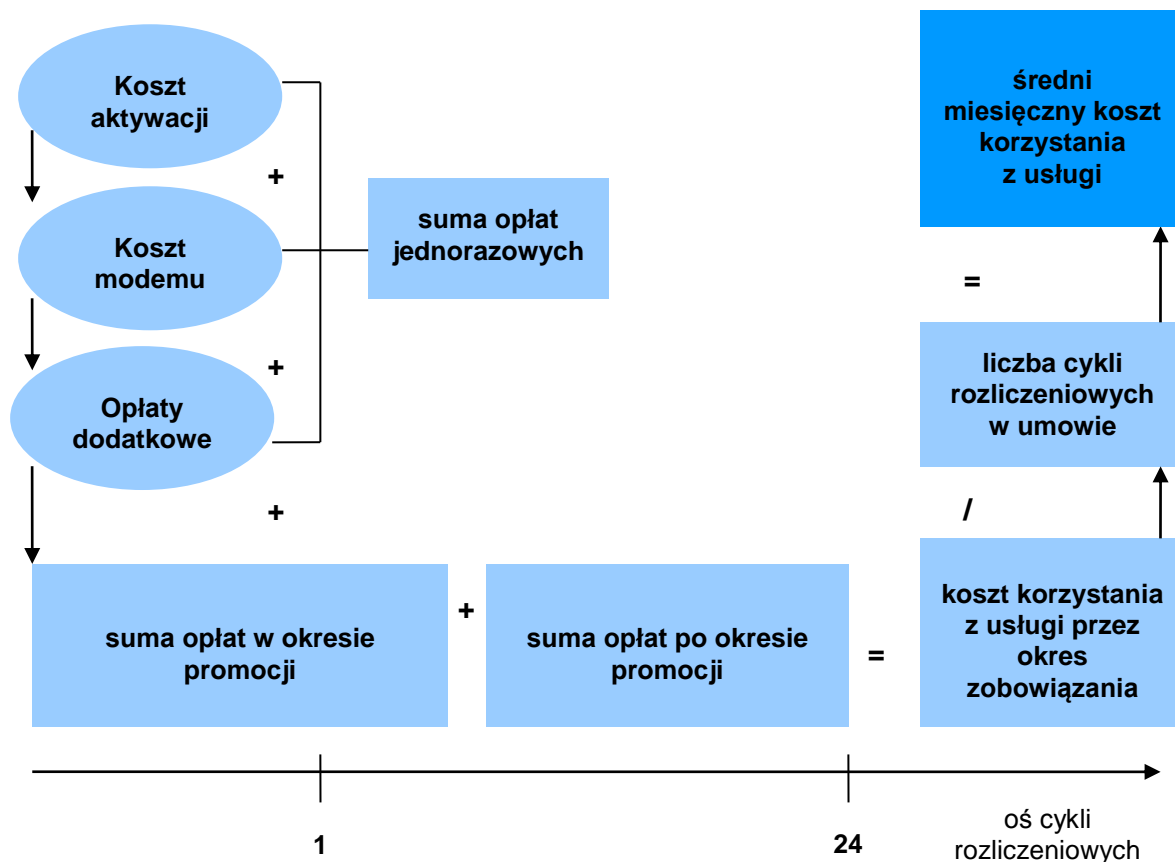 Koszt
aktywacji
+
Koszt
modemu
+
Opłaty
dodatkowe
+
suma opłat
jednorazowych
suma opłat w okresie
promocji
+
suma opłat po okresie
promocji
=
koszt korzystania
z usługi przez
okres
zobowiązania
/
liczba cykli
rozliczeniowych
w umowie
=
średni
miesięczny koszt
korzystania
z usługi
1
24
oś cykli
rozliczeniowych